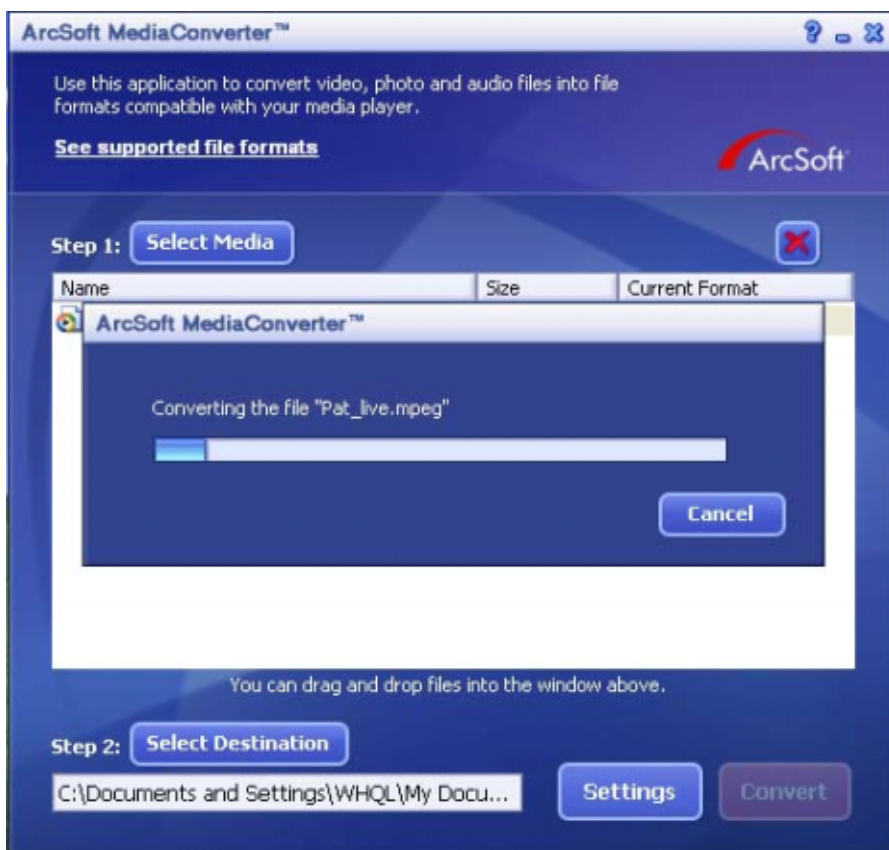 ArcSoft MediaConverter™
Use this application to convert video, photo and audio files into file
formats compatible with your media player.
See supported file formats
ArcSoft
Step 1: Select Media
Name Size Current Format
ArcSoft MediaConverter™
Converting the file "Pat_live.mpeg"
Cancel
You can drag and drop files into the window above.
Step 2: Select Destination
C:\Documents and Settings\WHQL\My Docu...
Settings
Convert